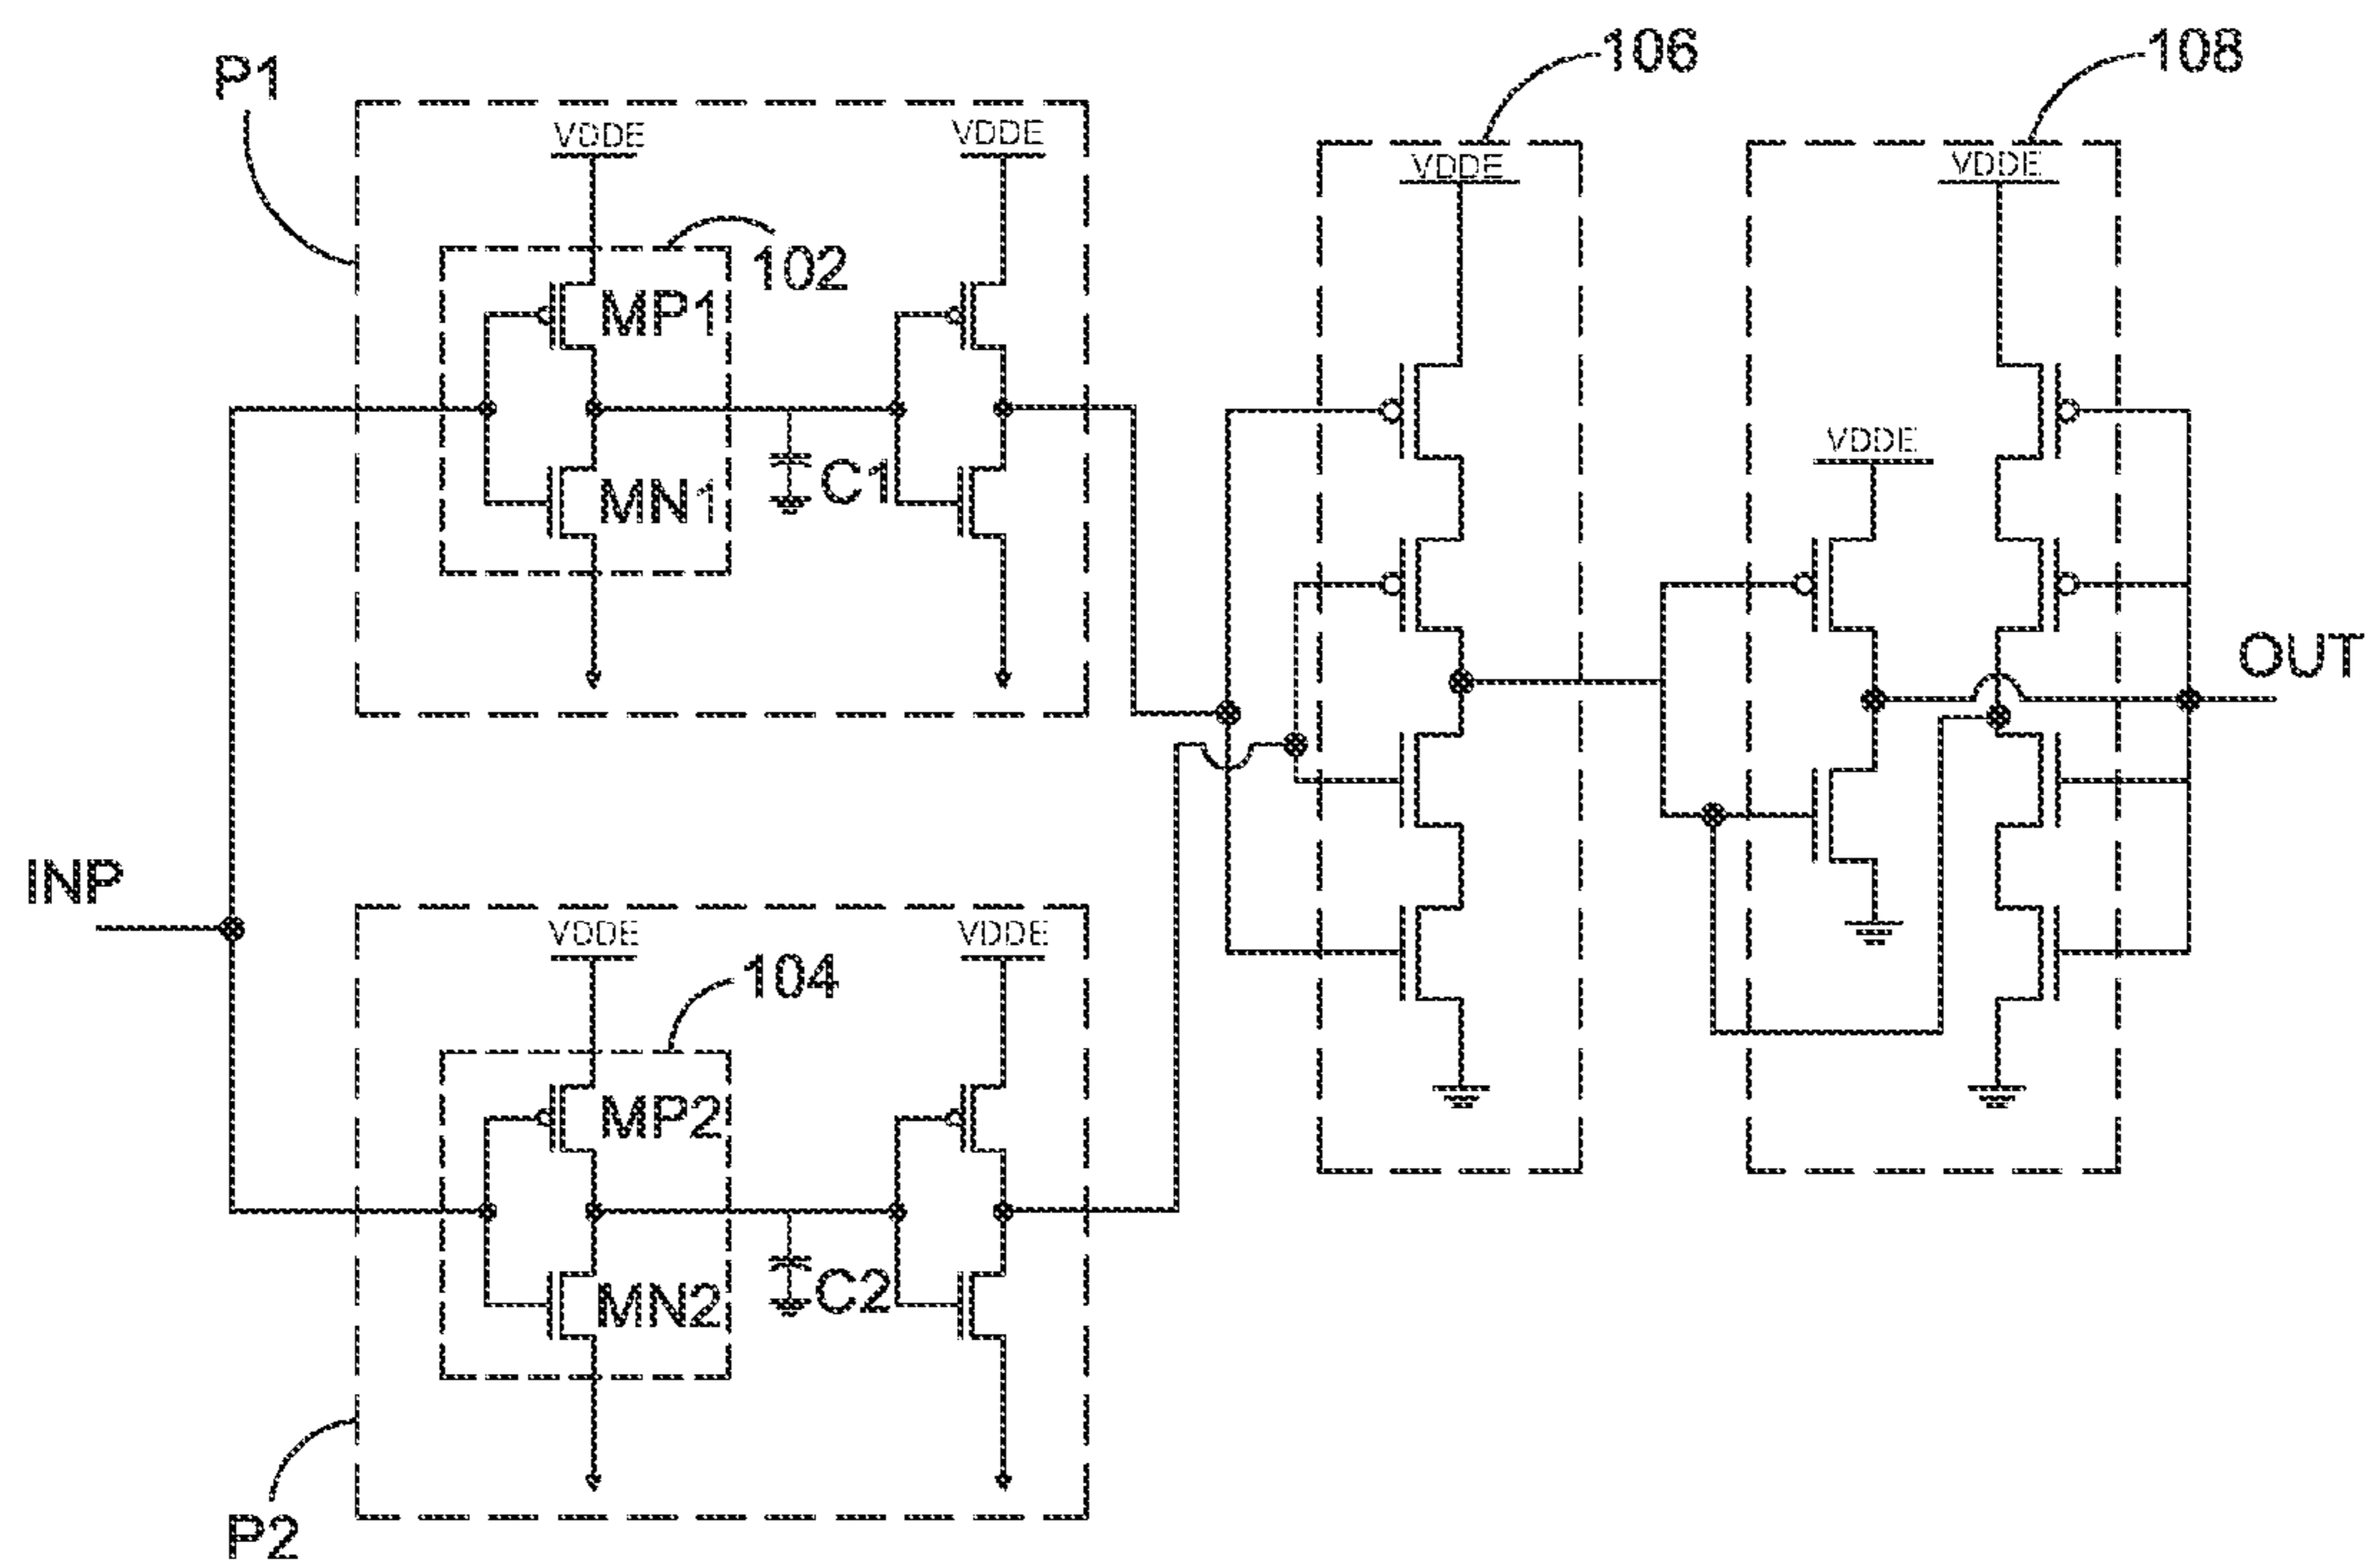 P1
106
108
VDDE
VDDE
VDDE
VDDE
102
MP1
VDDE
C1
MN1
OUT
INP
VDDE
VDDE
104
MP2
C2
MN2
P2